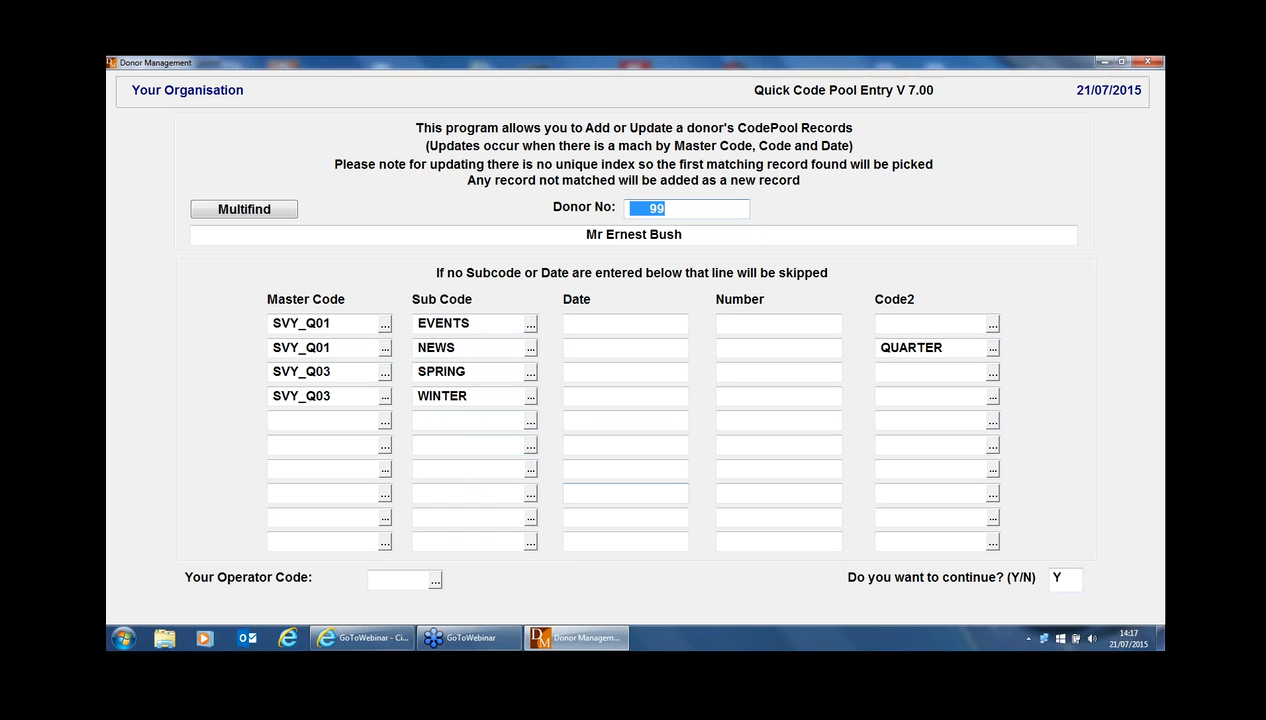 Donor Management
Your Organisation Quick Code Pool Entry V 7.00 21/07/2015
This program allows you to Add or Update a donor's CodePool Records
(Updates occur when there is a mach by Master Code, Code and Date)
Please note for updating there is no unique index so the first matching record found will be picked
Any record not matched will be added as a new record
Multifind Donor No: 99
Mr Ernest Bush
If no Subcode or Date are entered below that line will be skipped
Master Code Sub Code Date Number Code2
SVY_Q01 ... EVENTS ... ...
SVY_Q01 ... NEWS ... QUARTER ...
SVY_Q03 ... SPRING ... ...
SVY_Q03 ... WINTER ... ...
... ... ...
... ... ...
... ... ...
... ... ...
... ... ...
... ... ...
Your Operator Code: ... Do you want to continue? (Y/N) Y
GoToWebinar - Ci... GoToWebinar DM Donor Managem... 14:17
21/07/2015